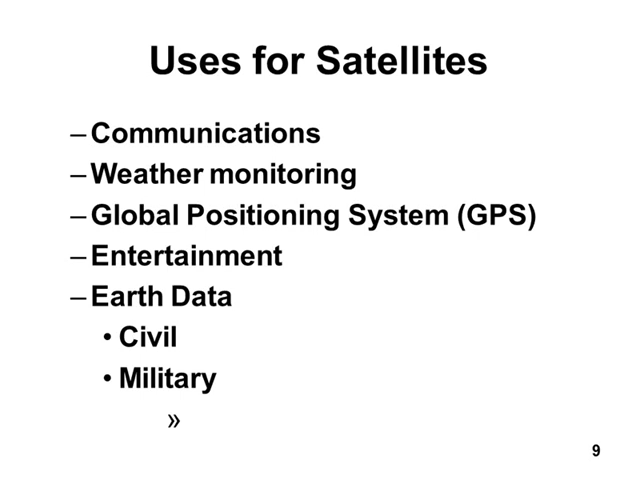 Uses for Satellites
– Communications
– Weather monitoring
– Global Positioning System (GPS)
– Entertainment
– Earth Data
• Civil
• Military
»
9